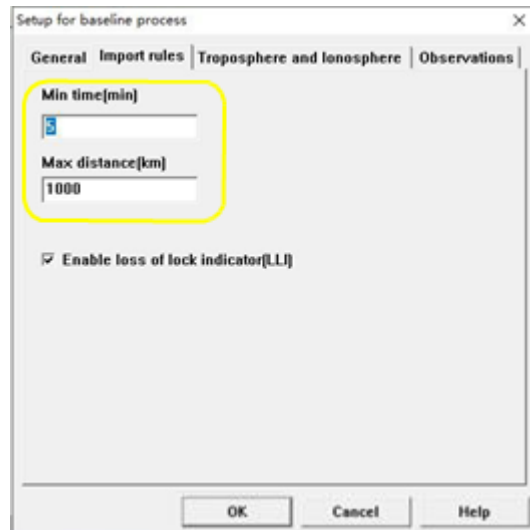 Setup for baseline process
General Import rules Troposphere and Ionosphere Observations
Min time(min)
5
Max distance(km)
1000
Enable loss of lock indicator(LLI)
OK Cancel Help